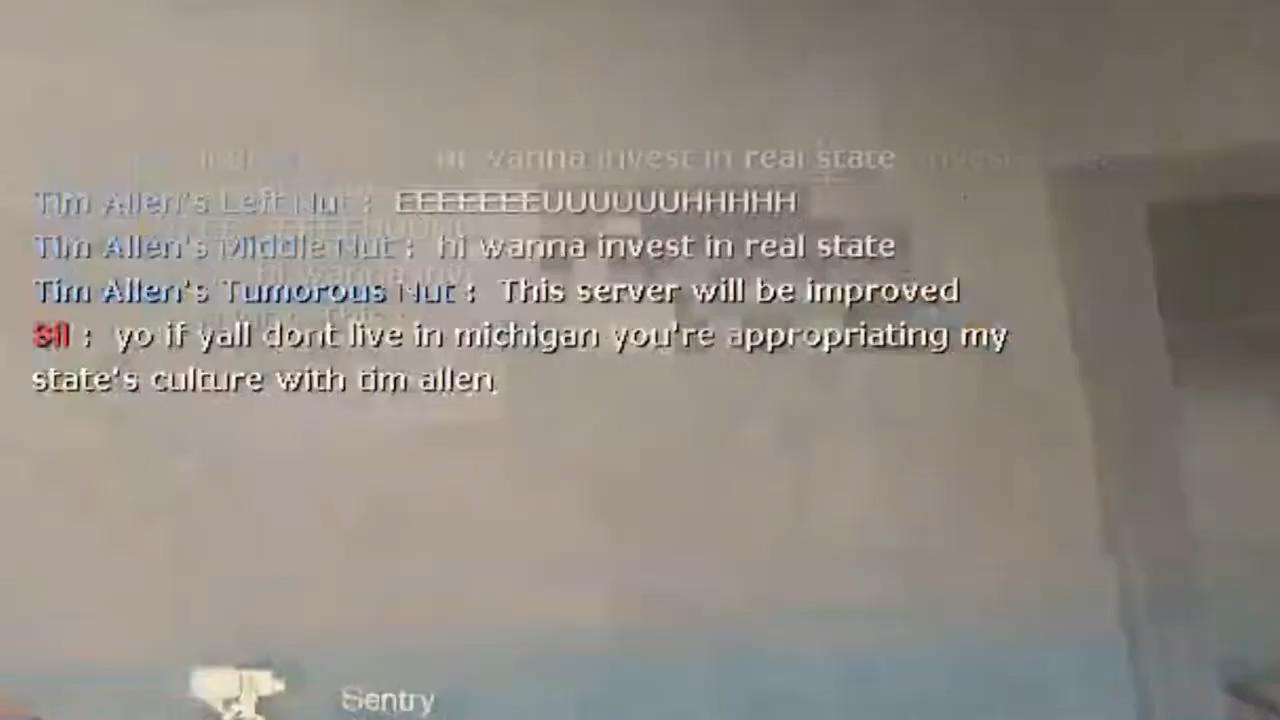 hi wanna invest in real state
Tim Allen's Left Nut : EEEEEEEUUUUUUHHHHH
Tim Allen's Middle Nut : hi wanna invest in real state
Tim Allen's Tumorous Nut : This server will be improved
Sil : yo if yall dont live in michigan you're appropriating my
state's culture with tim allen
Sentry